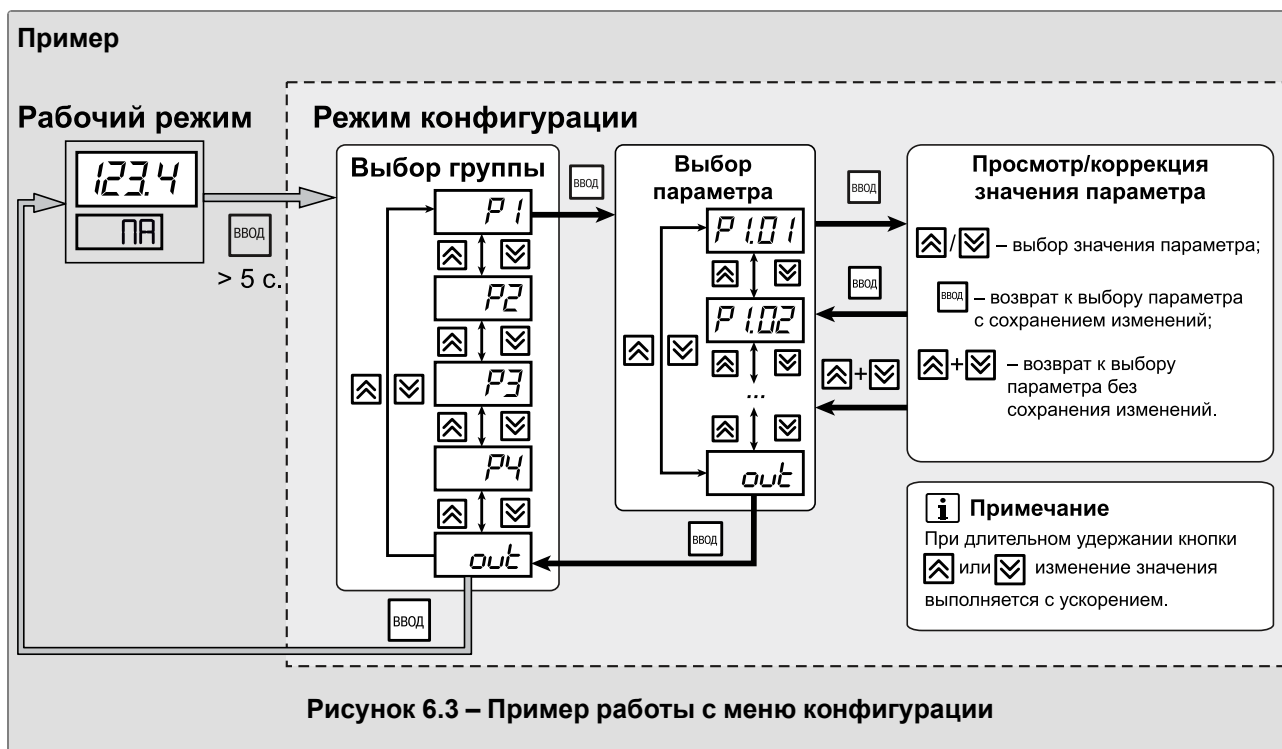 Пример
Рабочий режим
Режим конфигурации
123.4
ПА
ВВОД
> 5 с.
Выбор группы
P1
P2
P3
P4
out
ВВОД
ВВОД
Выбор
параметра
P1.01
P1.02
...
out
ВВОД
ВВОД
ВВОД
+
Просмотр/коррекция
значения параметра
/ – выбор значения параметра;
ВВОД – возврат к выбору параметра
с сохранением изменений;
+ – возврат к выбору
параметра без
сохранения изменений.
i Примечание
При длительном удержании кнопки
или изменение значения
выполняется с ускорением.
Рисунок 6.3 – Пример работы с меню конфигурации